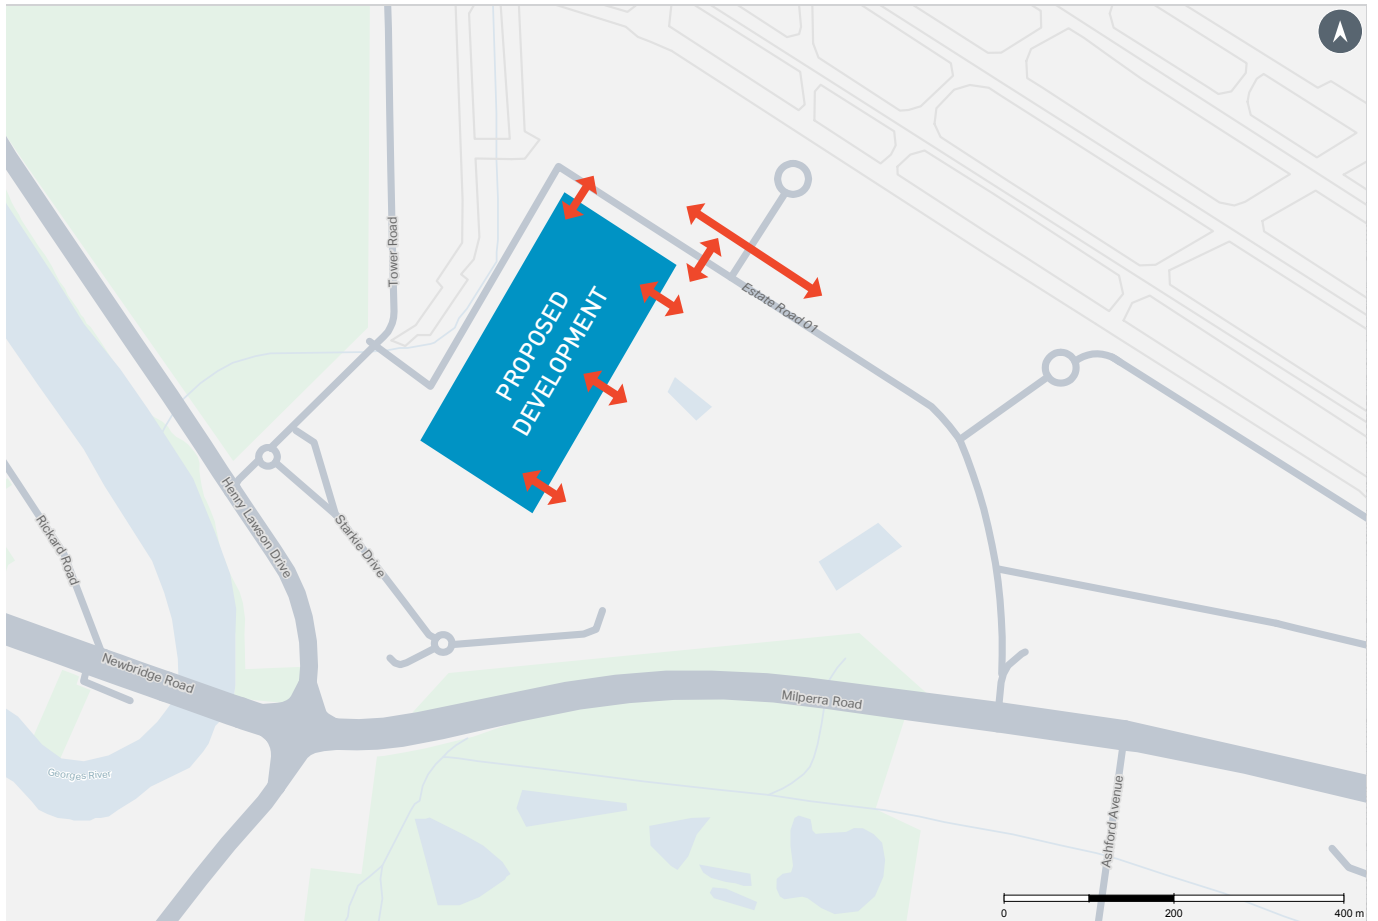 Tower Road
PROPOSED
DEVELOPMENT
Estate Road 01
Henry Lawson Drive
Rickard Road
Starkie Drive
Newbridge Road
Milperra Road
Georges River
Ashford Avenue
0 200 400 m